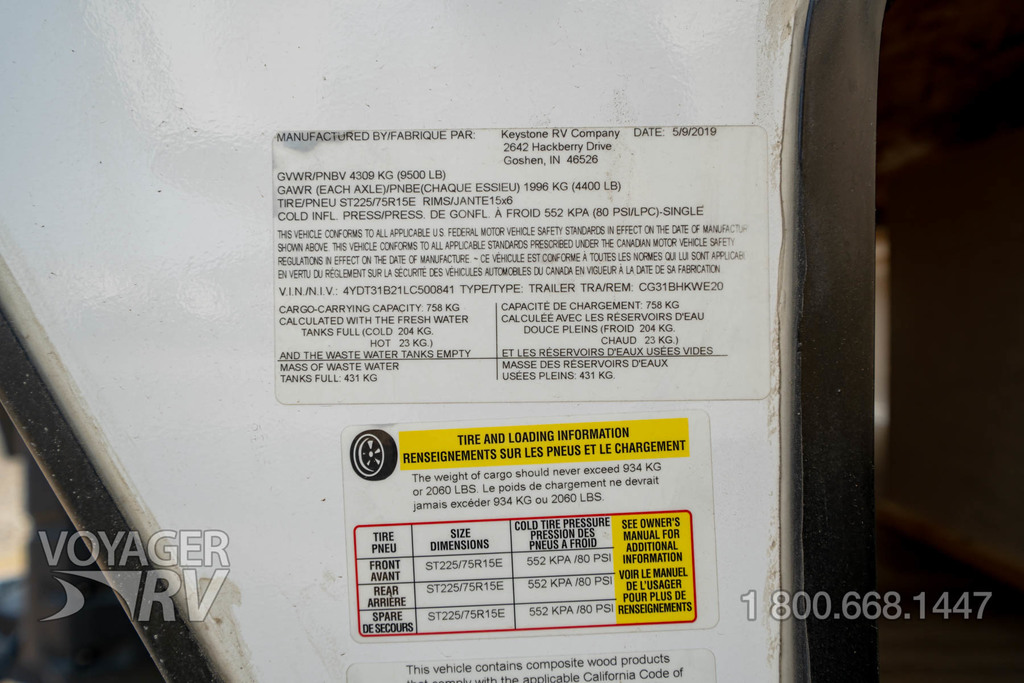 MANUFACTURED BY/FABRIQUE PAR: Keystone RV Company DATE: 5/9/2019
2642 Hackberry Drive
Goshen, IN 46526
GVWR/PNBV 4309 KG (9500 LB)
GAWR (EACH AXLE)/PNBE(CHAQUE ESSIEU) 1996 KG (4400 LB)
TIRE/PNEU ST225/75R15E RIMS/JANTE15x6
COLD INFL. PRESS/PRESS. DE GONFL. À FROID 552 KPA (80 PSI/LPC)-SINGLE
THIS VEHICLE CONFORMS TO ALL APPLICABLE U.S. FEDERAL MOTOR VEHICLE SAFETY STANDARDS IN EFFECT ON THE DATE OF MANUFACTUR
SHOWN ABOVE. THIS VEHICLE CONFORMS TO ALL APPLICABLE STANDARDS PRESCRIBED UNDER THE CANADIAN MOTOR VEHICLE SAFETY
REGULATIONS IN EFFECT ON THE DATE OF MANUFACTURE - CE VÉHICULE EST CONFORME À TOUTES LES NORMES QUI LUI SONT APPLICABL
EN VERTU DU RÈGLEMENT SUR LA SÉCURITÉ DES VÉHICULES AUTOMOBILES DU CANADA EN VIGUEUR À LA DATE DE SA FABRICATION
V.I.N./N.I.V.: 4YDT31B21LC500841 TYPE/TYPE: TRAILER TRA/REM: CG31BHKWE20
CARGO-CARRYING CAPACITY: 758 KG
CALCULATED WITH THE FRESH WATER
TANKS FULL (COLD 204 KG.
HOT 23 KG.)
AND THE WASTE WATER TANKS EMPTY
CAPACITÉ DE CHARGEMENT: 758 KG
CALCULÉE AVEC LES RÉSERVOIRS D'EAU
DOUCE PLEINS (FROID 204 KG.
CHAUD 23 KG.)
ET LES RÉSERVOIRS D'EAUX USÉES VIDES
MASS OF WASTE WATER
TANKS FULL: 431 KG
MASSE DES RÉSERVOIRS D'EAUX
USÉES PLEINS: 431 KG.
TIRE AND LOADING INFORMATION
RENSEIGNEMENTS SUR LES PNEUS ET LE CHARGEMENT
The weight of cargo should never exceed 934 KG
or 2060 LBS. Le poids de chargement ne devrait
jamais excéder 934 KG ou 2060 LBS.
TIRE
PNEU
SIZE
DIMENSIONS
COLD TIRE PRESSURE
PRESSION DES
PNEUS A FROID
FRONT
AVANT
ST225/75R15E 552 KPA /80 PSI
REAR
ARRIÈRE
ST225/75R15E 552 KPA /80 PSI
SPARE
DE SECOURS
ST225/75R15E 552 KPA /80 PSI
SEE OWNER'S
MANUAL FOR
ADDITIONAL
INFORMATION
VOIR LE MANUEL
DE L'USAGER
POUR PLUS DE
RENSEIGNEMENTS
VOYAGER
RV
1 800.668.1447
This vehicle contains composite wood products
that comply with the applicable California Code of